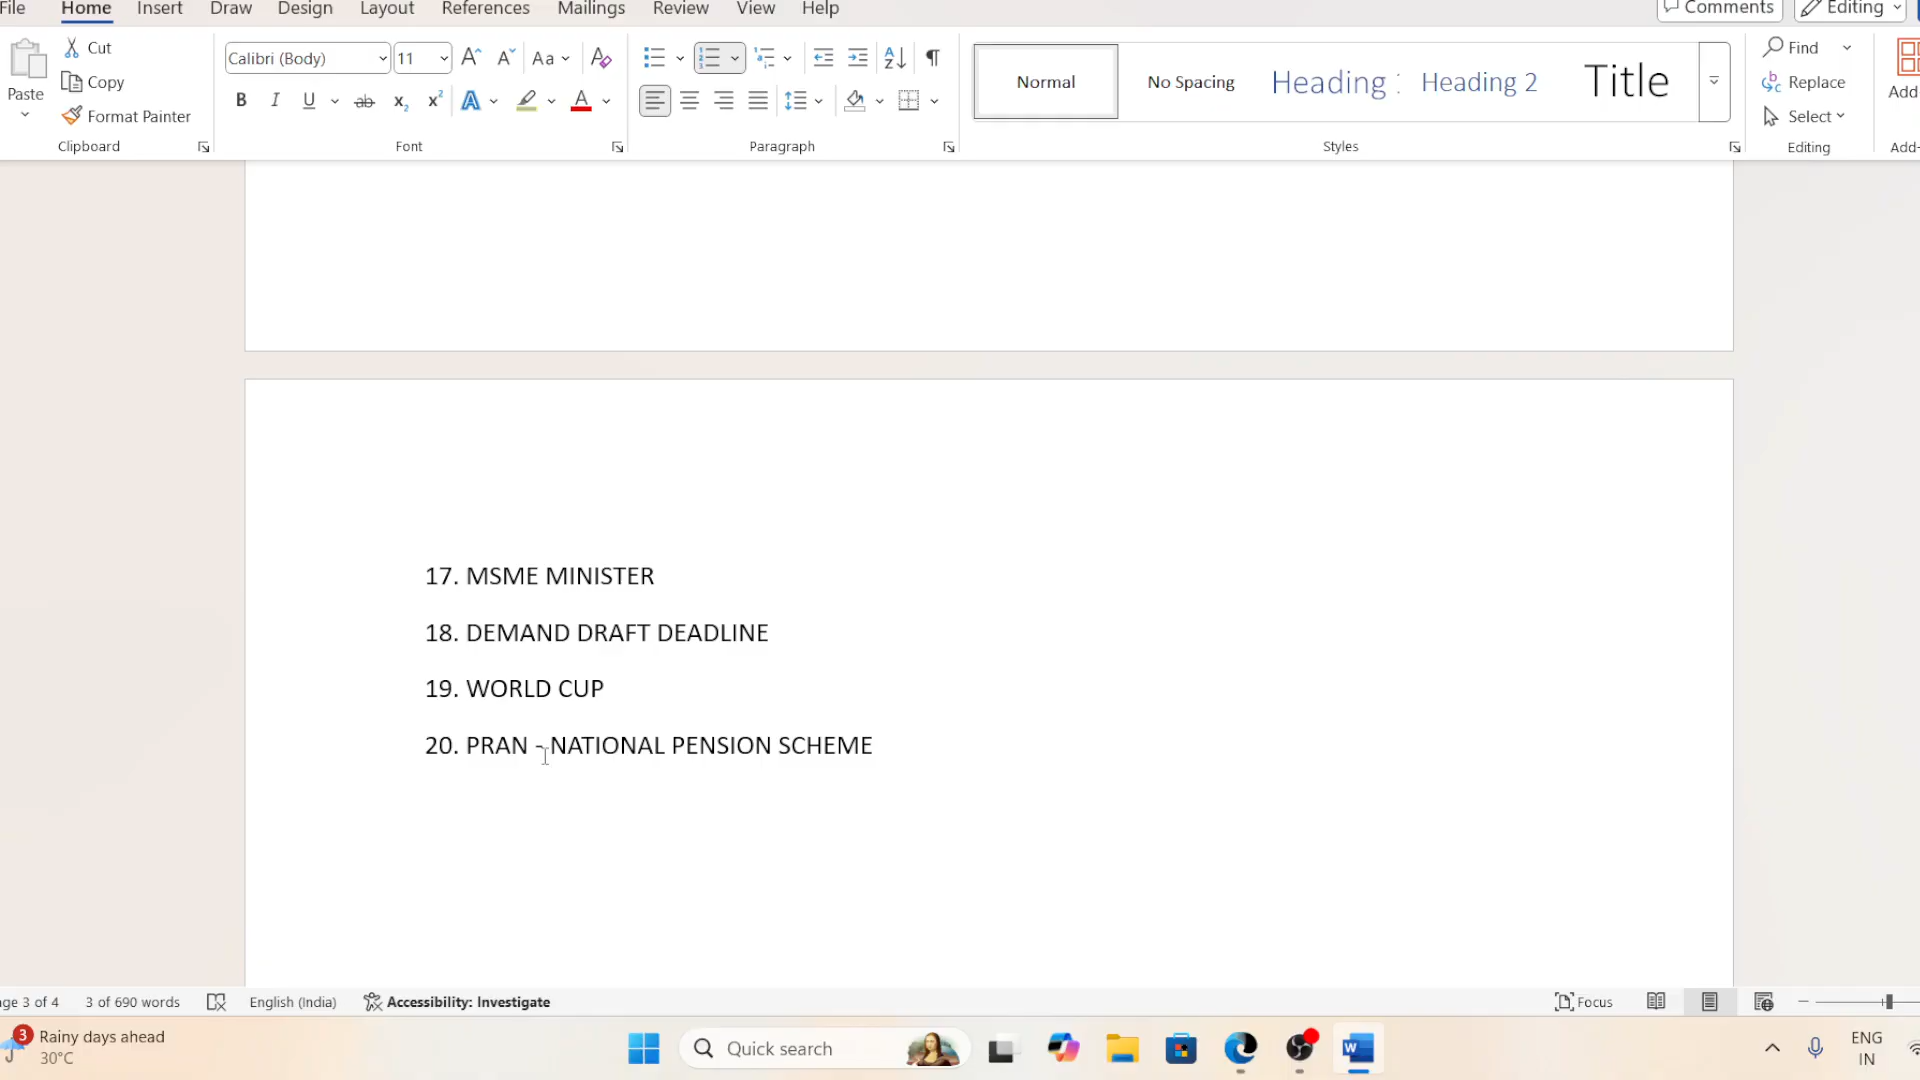 File Home Insert Draw Design Layout References Mailings Review View Help Comments Editing
Paste Cut Copy Format Painter Clipboard
Calibri (Body) 11 Font
Paragraph
Normal No Spacing Heading Heading 2 Title Styles
Find Replace Select Editing
17. MSME MINISTER
18. DEMAND DRAFT DEADLINE
19. WORLD CUP
20. PRAN - NATIONAL PENSION SCHEME
age 3 of 4 3 of 690 words English (India) Accessibility: Investigate Focus
3 Rainy days ahead
30°C
Quick search
ENG
IN